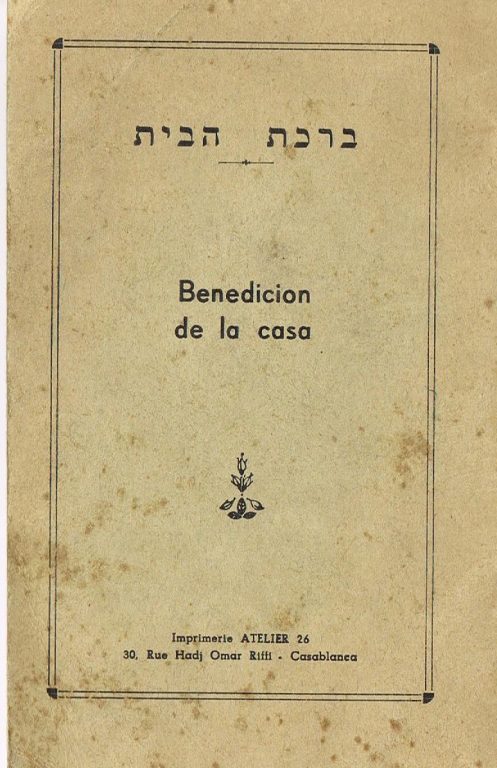 ברכת הבית
Benedicion
de la casa
Imprimerie ATELIER 26
30, Rue Hadj Omar Riffi - Casablanca